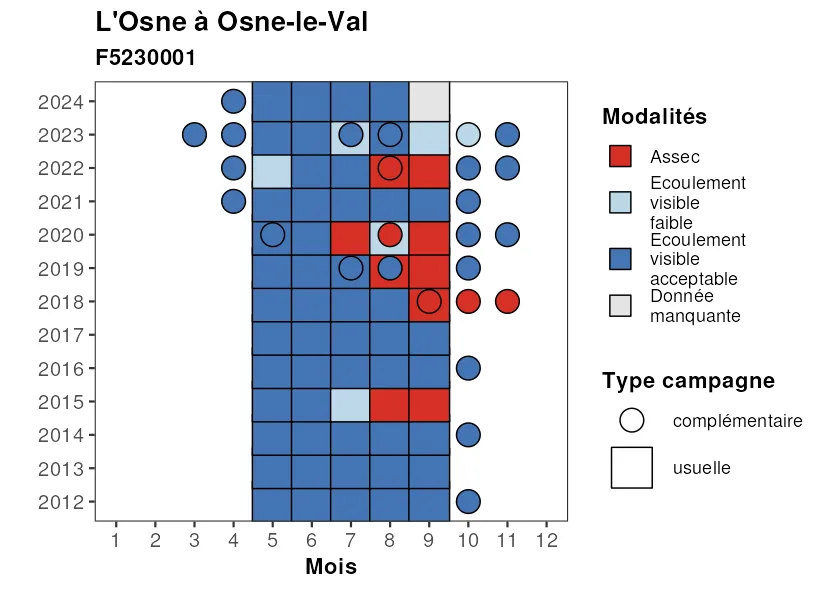 L'Osne à Osne-le-Val
F5230001
2024
2023
2022
2021
2020
2019
2018
2017
2016
2015
2014
2013
2012
1 2 3 4 5 6 7 8 9 10 11 12
Mois
Modalités
Assec
Ecoulement
visible
faible
Ecoulement
visible
acceptable
Donnée
manquante
Type campagne
complémentaire
usuelle